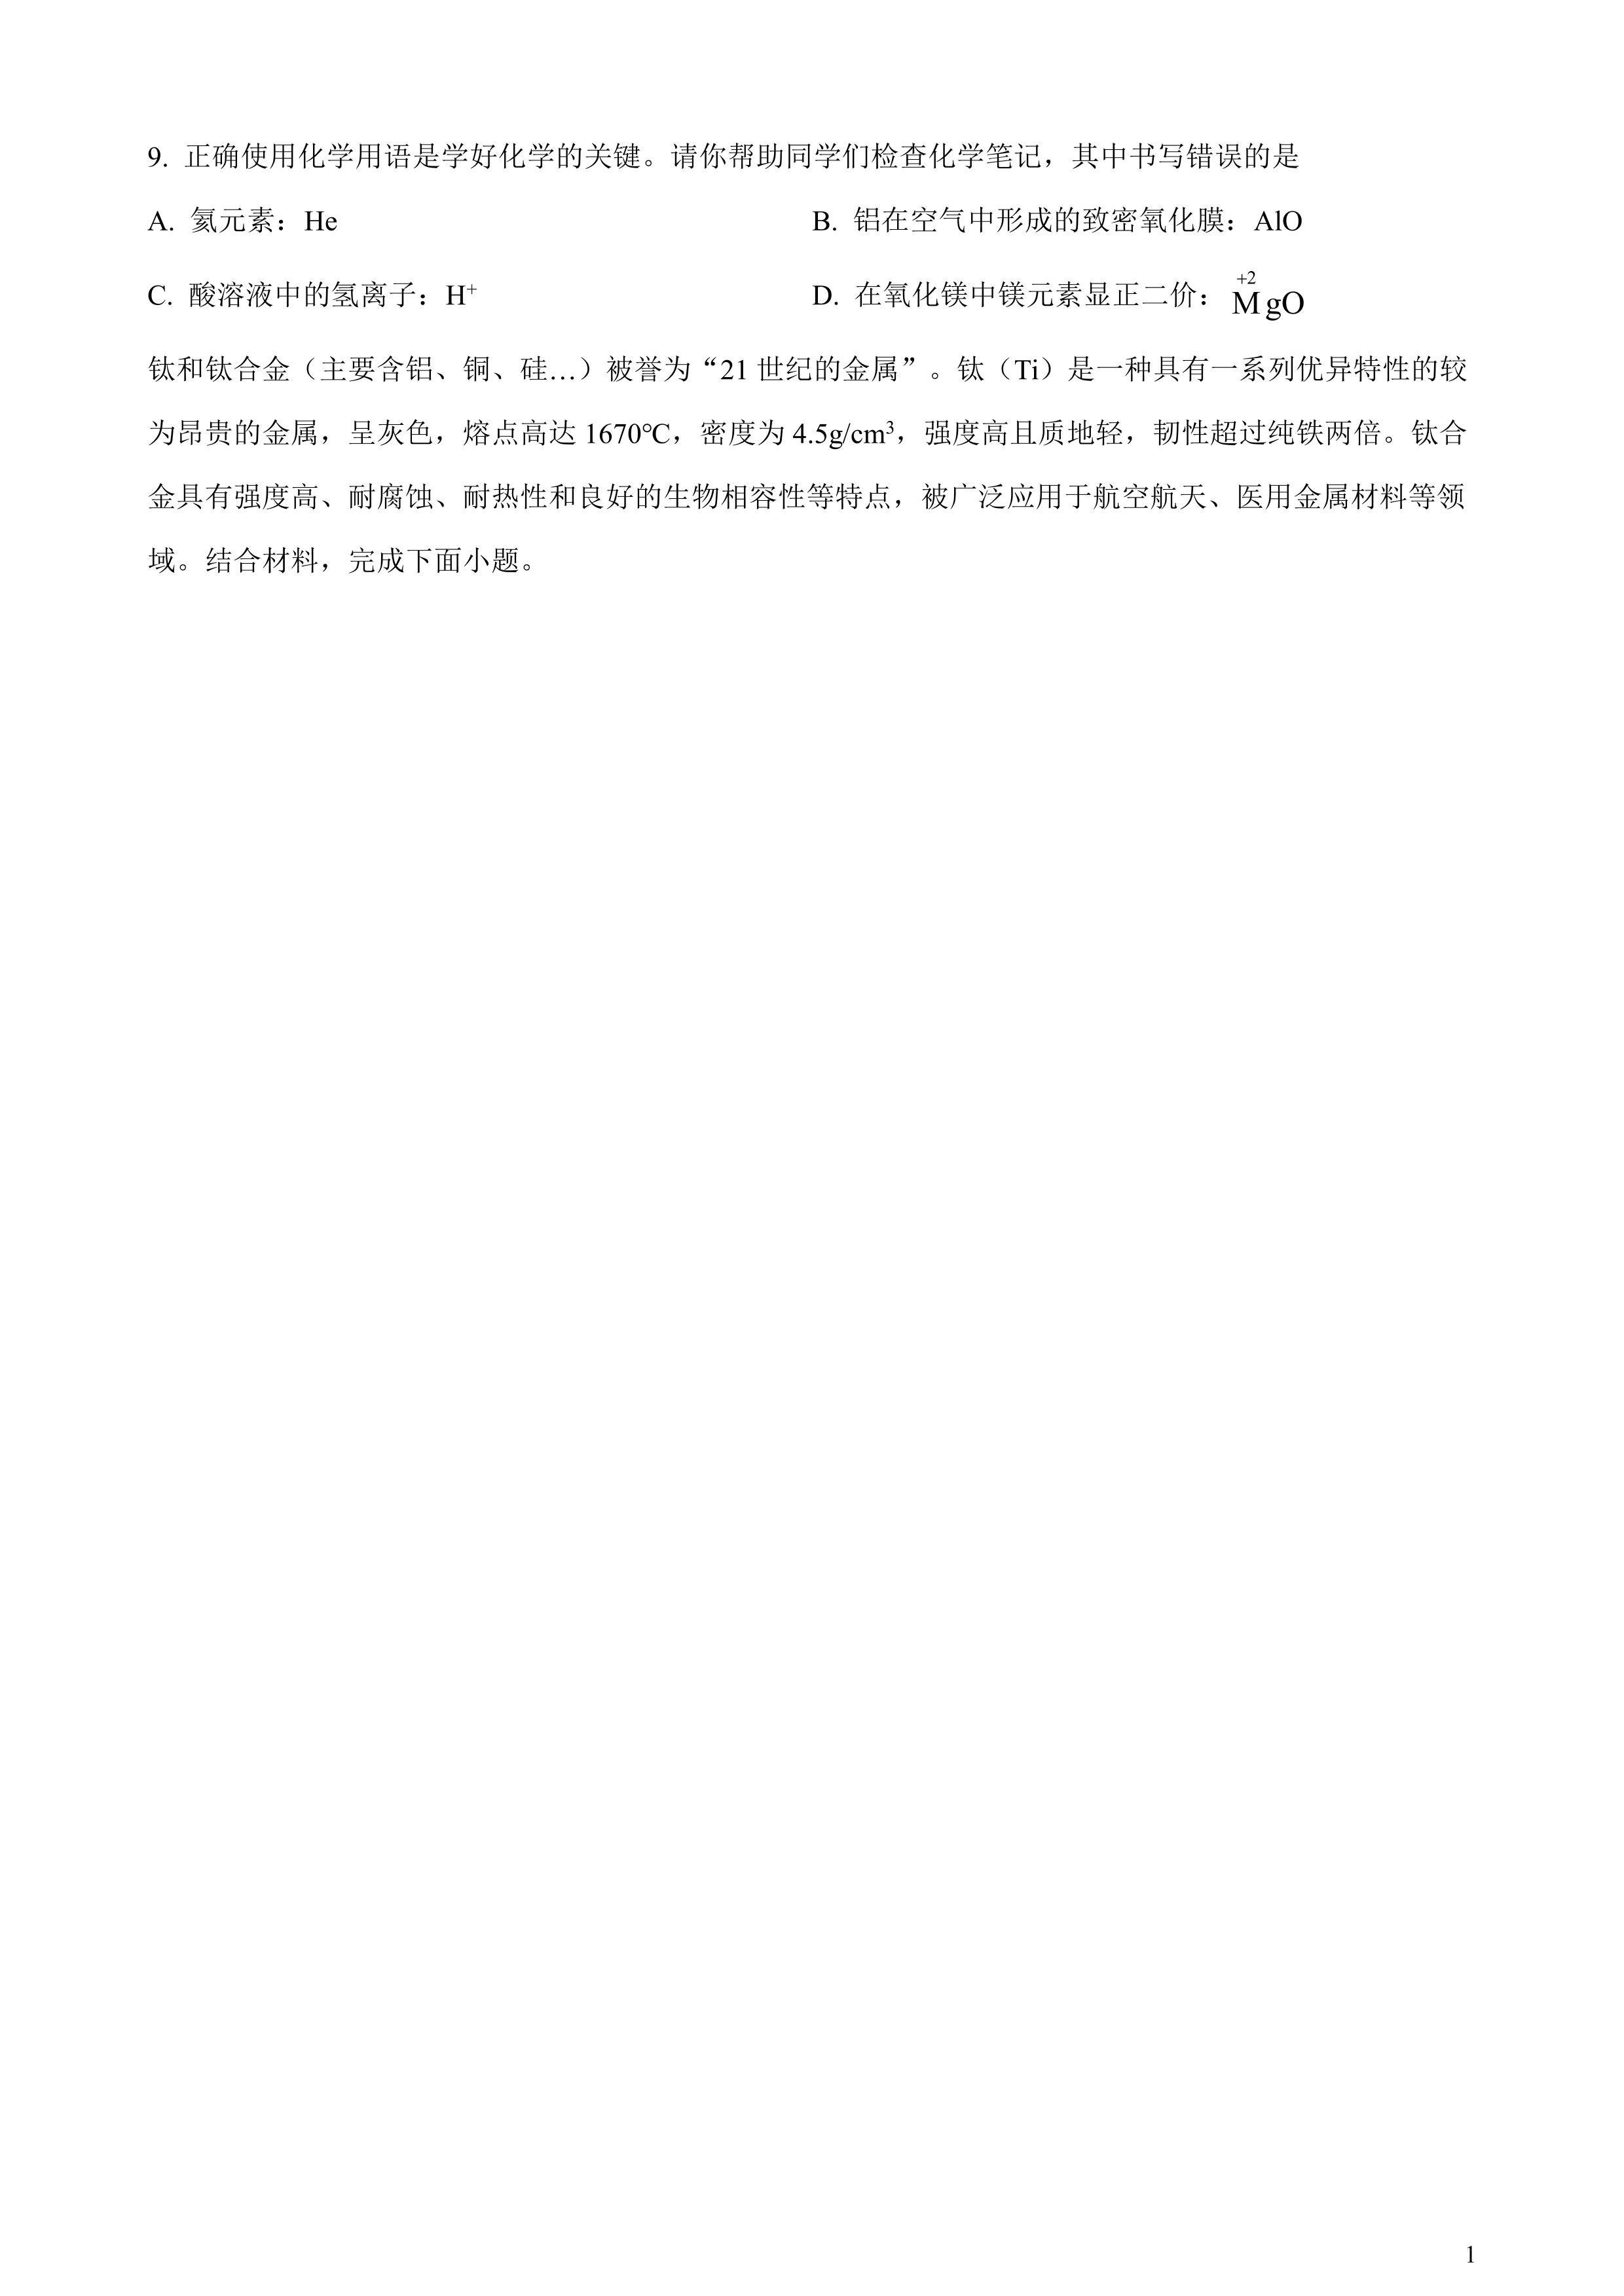 9. 正确使用化学用语是学好化学的关键。请你帮助同学们检查化学笔记，其中书写错误的是
A. 氦元素：He B. 铝在空气中形成的致密氧化膜：AlO
C. 酸溶液中的氢离子：H⁺ D. 在氧化镁中镁元素显正二价：+2 MgO
钛和钛合金（主要含铝、铜、硅…）被誉为“21 世纪的金属”。钛（Ti）是一种具有一系列优异特性的较
为昂贵的金属，呈灰色，熔点高达 1670℃，密度为 4.5g/cm³，强度高且质地轻，韧性超过纯铁两倍。钛合
金具有强度高、耐腐蚀、耐热性和良好的生物相容性等特点，被广泛应用于航空航天、医用金属材料等领
域。结合材料，完成下面小题。
1